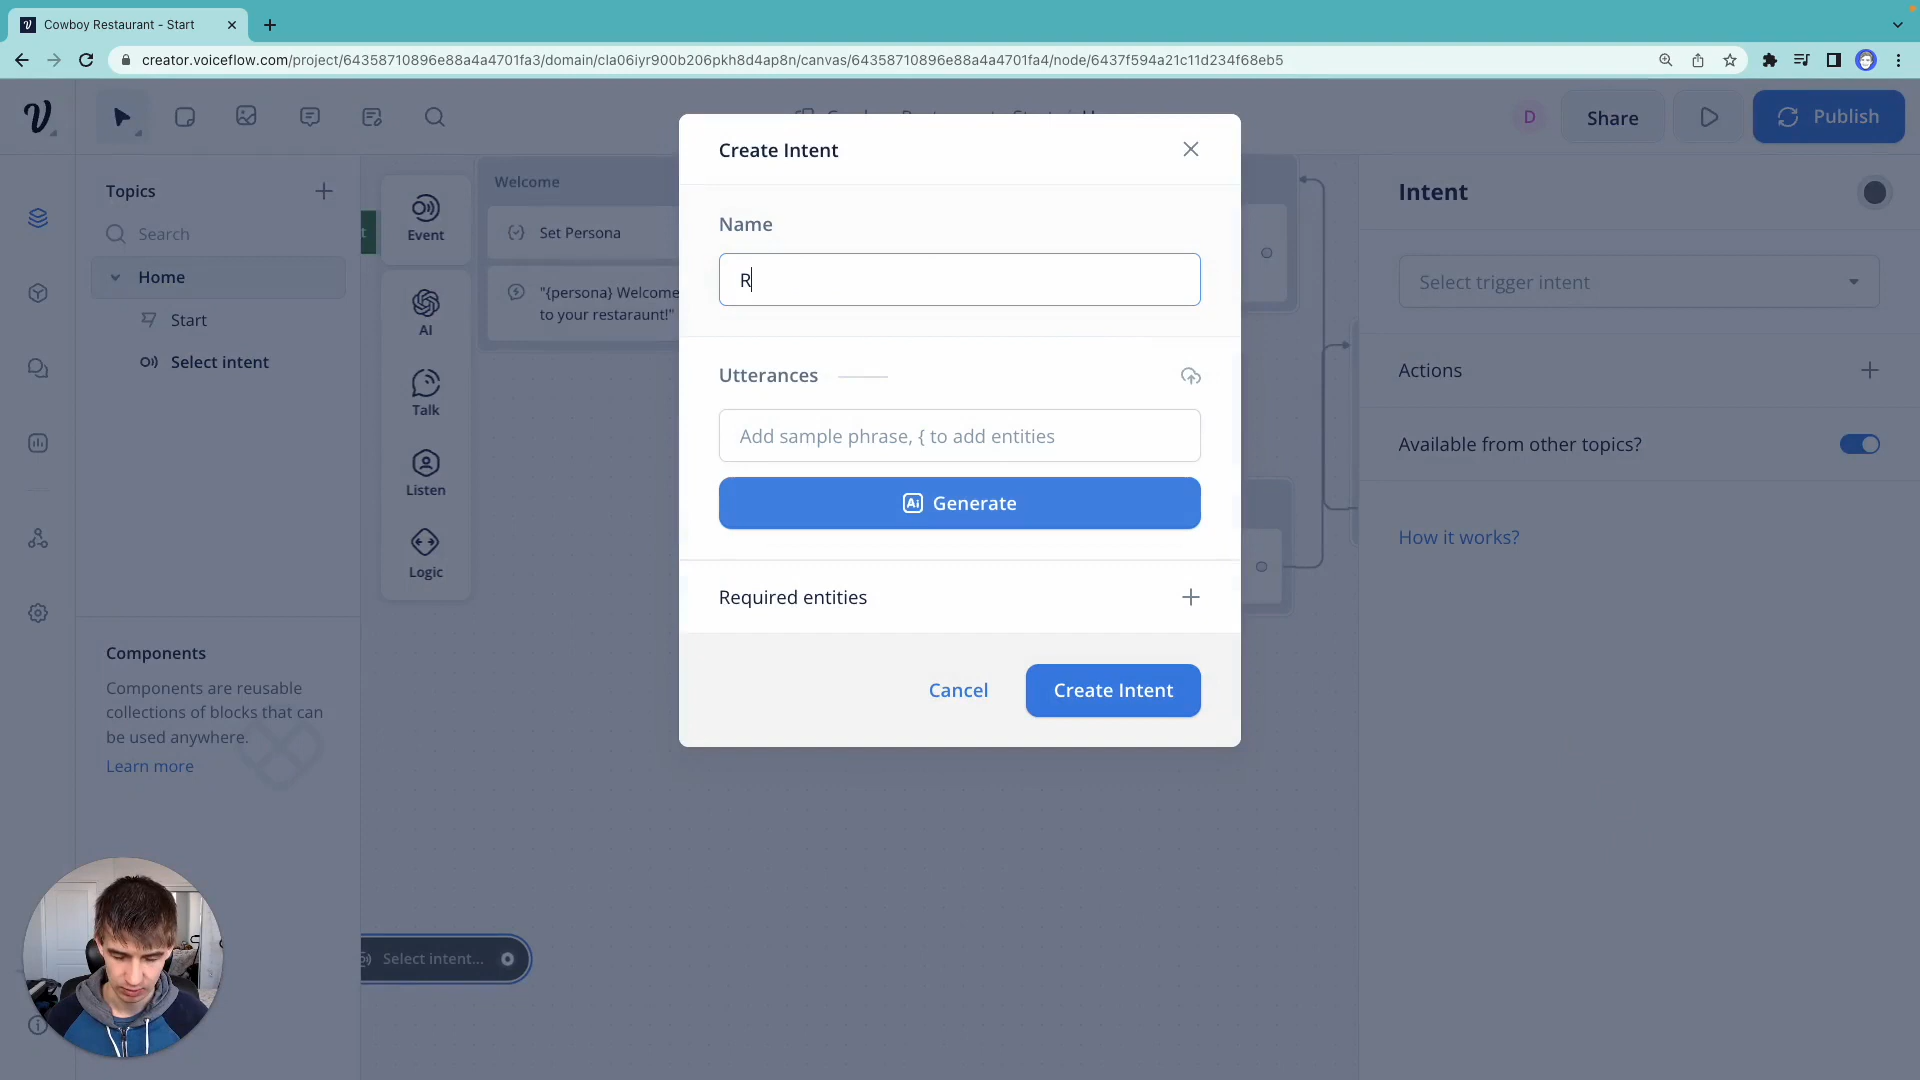 Cowboy Restaurant - Start
creator.voiceflow.com/project/64358710896e88a4a4701fa3/domain/cla06iyr900b206pkh8d4ap8n/canvas/64358710896e88a4a4701fa4/node/6437f594a21c11d234f68eb5
D
Share
Publish
Topics
Search
Home
Start
Select intent
Components
Components are reusable
collections of blocks that can
be used anywhere.
Learn more
Event
AI
Talk
Listen
Logic
Welcome
Set Persona
"{persona} Welcome
to your restaraunt!"
Select intent...
Create Intent
Name
R
Utterances
Add sample phrase, { to add entities
Ai Generate
Required entities
Cancel
Create Intent
Intent
Select trigger intent
Actions
Available from other topics?
How it works?